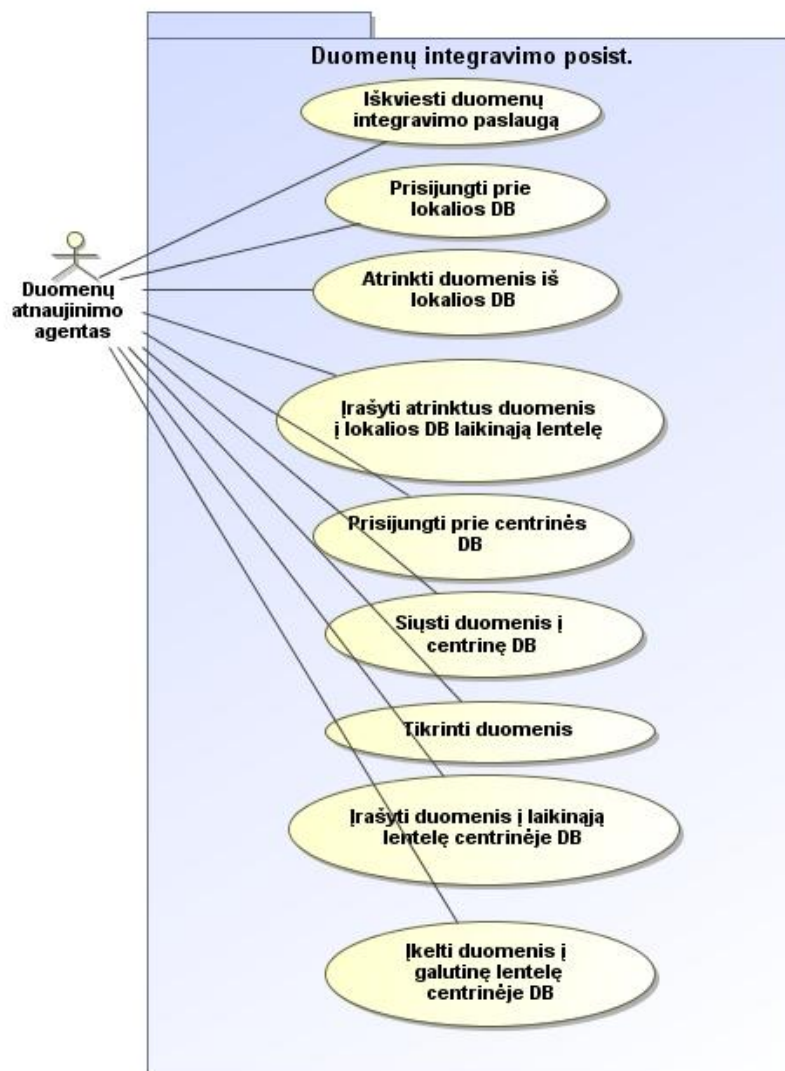 Duomenų integravimo posist.
Iškviesti duomenų
integravimo paslaugą
Prisijungti prie
lokalios DB
Duomenų
atnaujinimo
agentas
Atrinkti duomenis iš
lokalios DB
Įrašyti atrinktus duomenis
į lokalios DB laikinąją lentelę
Prisijungti prie centrinės
DB
Siųsti duomenis į
centrinę DB
Tikrinti duomenis
Įrašyti duomenis į laikinąją
lentelę centrinėje DB
Įkelti duomenis į
galutinę lentelę
centrinėje DB